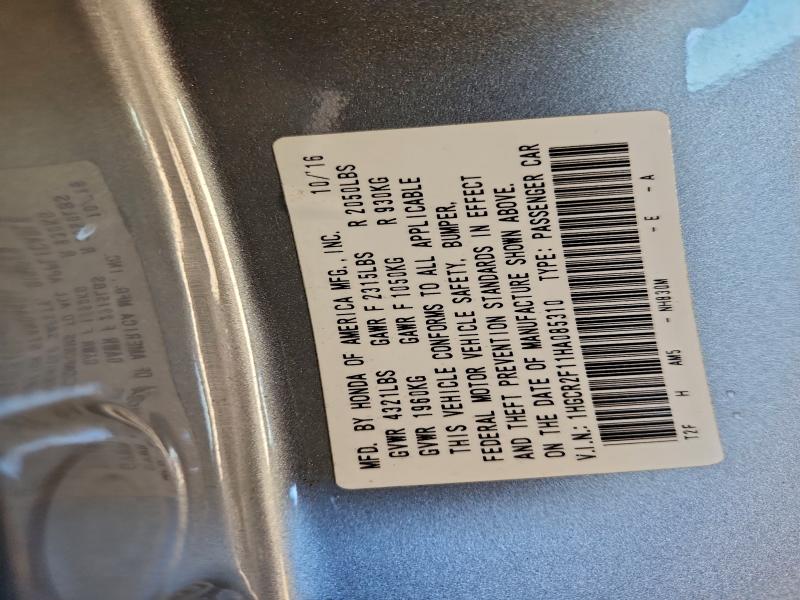 MFD. BY HONDA OF AMERICA MFG., INC. 10/'16
GVWR 4321LBS GAWR F 2315LBS R 2050LBS
GVWR 1960KG GAWR F 1050KG R 930KG
THIS VEHICLE CONFORMS TO ALL APPLICABLE
FEDERAL MOTOR VEHICLE SAFETY, BUMPER,
AND THEFT PREVENTION STANDARDS IN EFFECT
ON THE DATE OF MANUFACTURE SHOWN ABOVE.
V.I.N.: 1HGCR2F11HA085310 TYPE: PASSENGER CAR
T2F H AM5 - NH830M - E - A